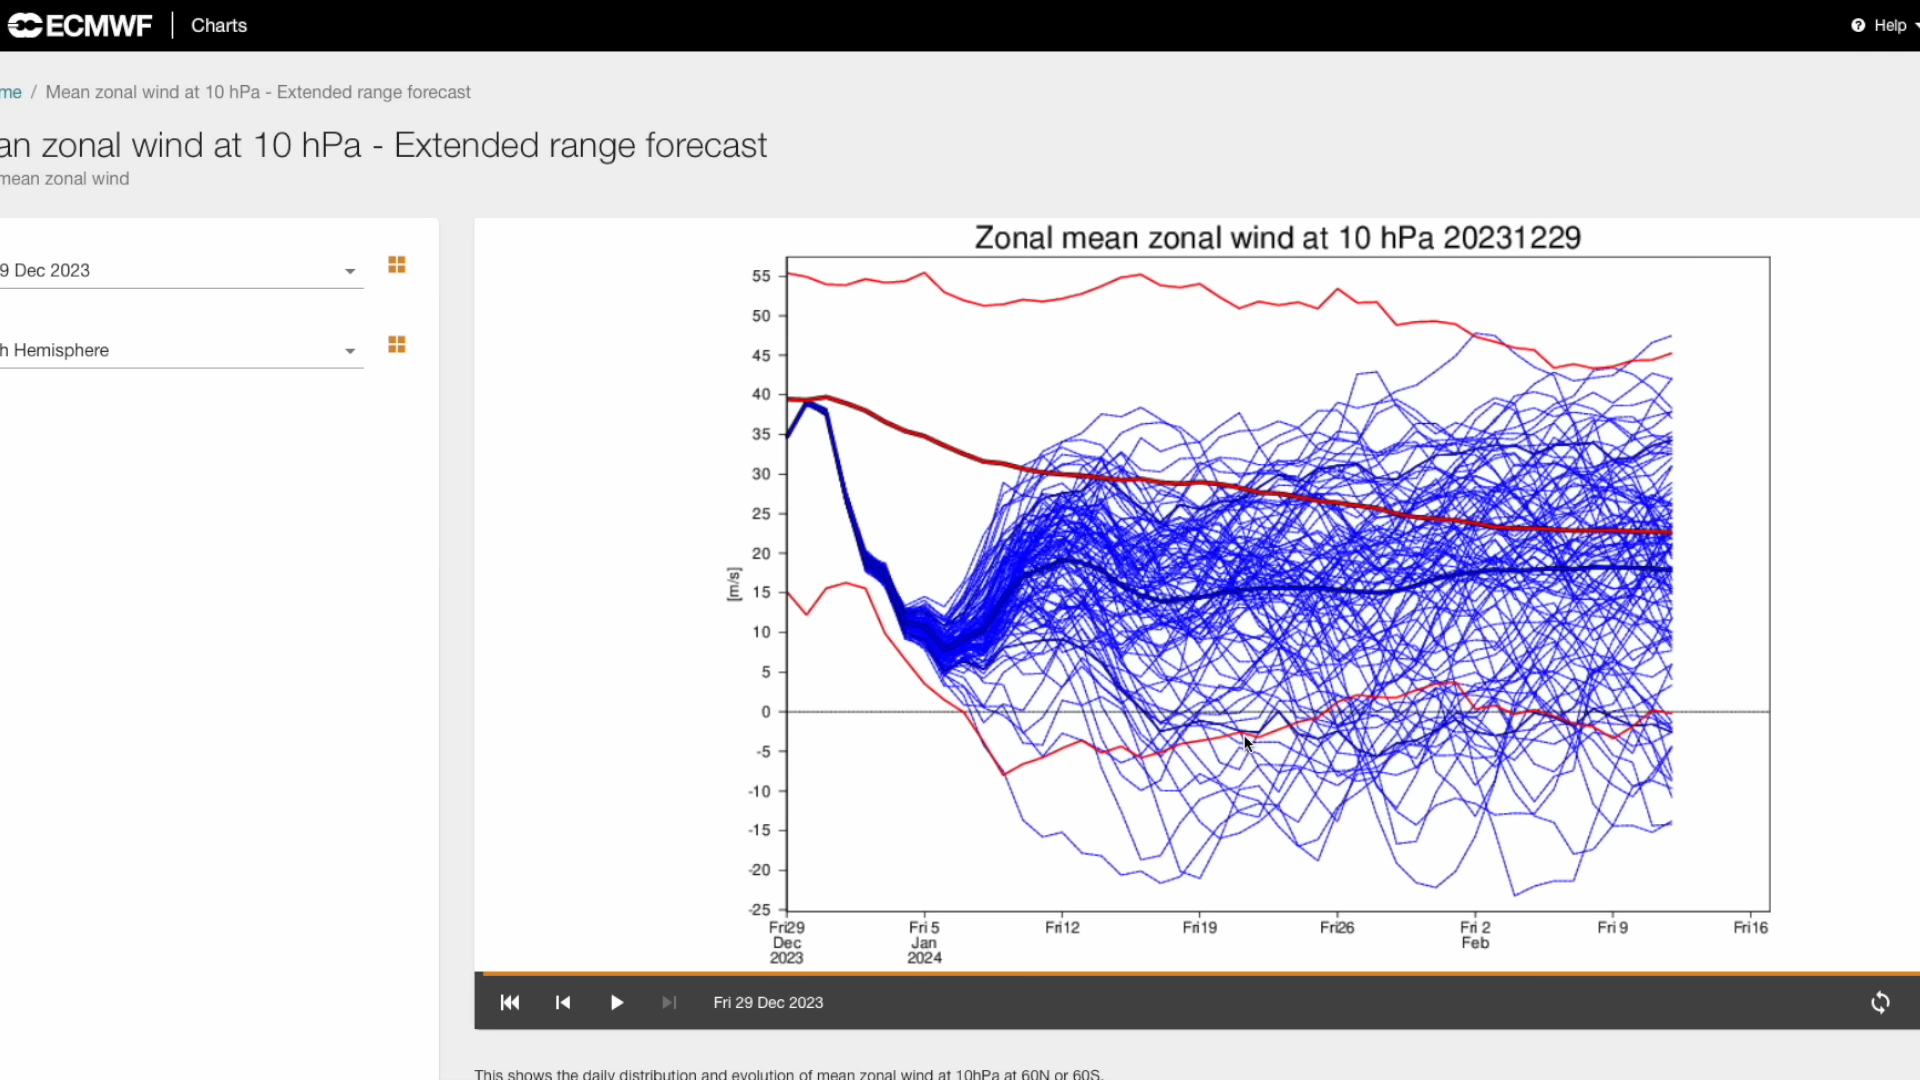 ECMWF Charts Help
me / Mean zonal wind at 10 hPa - Extended range forecast
an zonal wind at 10 hPa - Extended range forecast
mean zonal wind
9 Dec 2023
h Hemisphere
Zonal mean zonal wind at 10 hPa 20231229
55
50
45
40
35
30
25
20
15
10
5
0
-5
-10
-15
-20
-25
[m/s]
Fri29 Fri 5 Fri12 Fri19 Fri26 Fri 2 Fri 9 Fri16
Dec Jan Feb
2023 2024
Fri 29 Dec 2023
This shows the daily distribution and evolution of mean zonal wind at 10hPa at 60N or 60S.